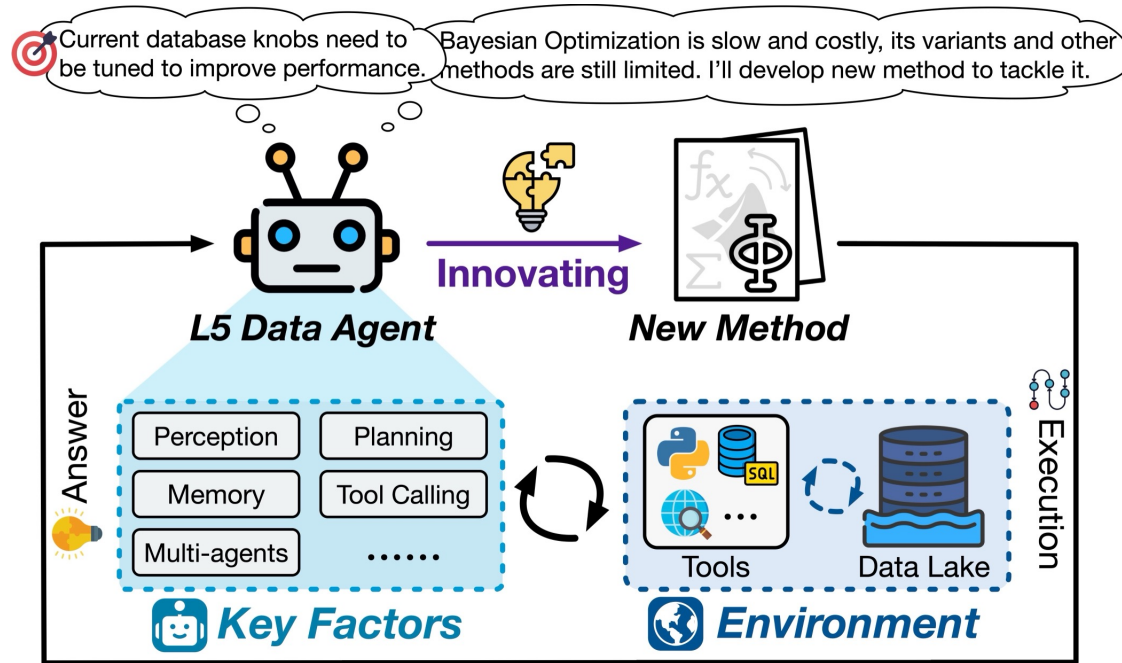 Current database knobs need to
be tuned to improve performance.
Bayesian Optimization is slow and costly, its variants and other
methods are still limited. I'll develop new method to tackle it.
fx
Σ
Φ
Innovating
L5 Data Agent
New Method
Answer
Perception
Planning
Memory
Tool Calling
Multi-agents
......
SQL
...
Tools
Data Lake
Execution
Key Factors
Environment